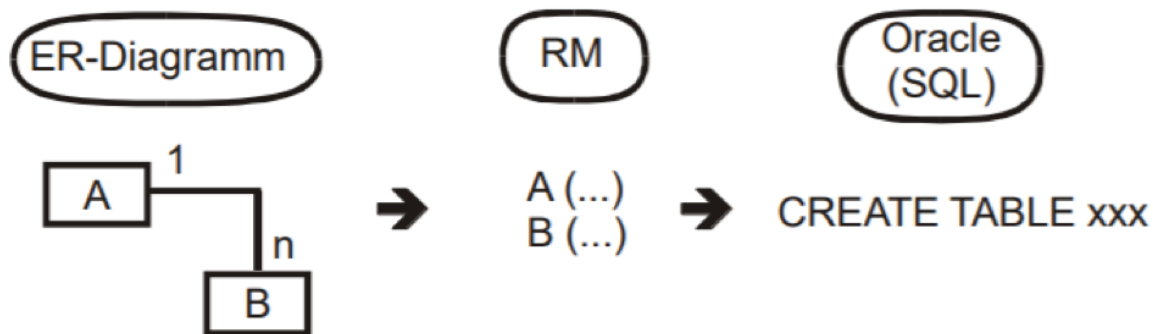 ER-Diagramm
RM
Oracle
(SQL)
A
1
n
B
A (...)
B (...)
CREATE TABLE xxx